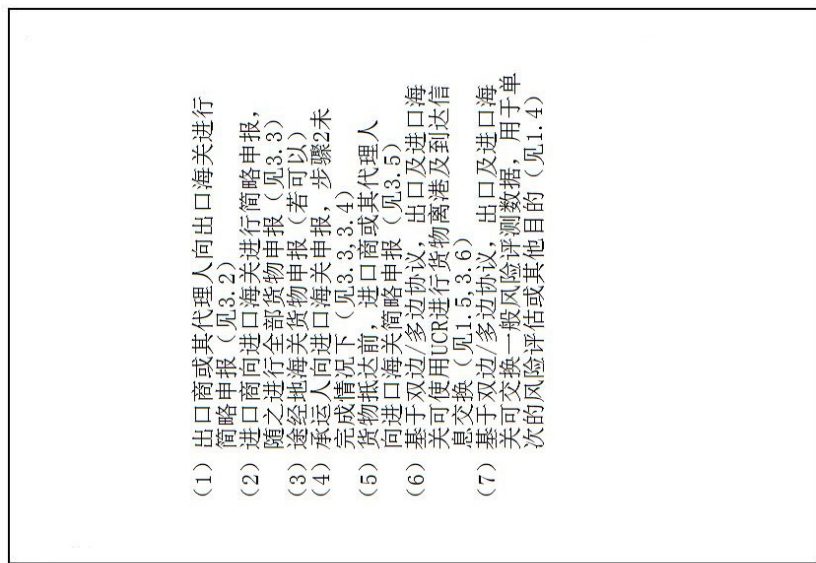 (1) 出口商或其代理人向出口海关进行
简略申报（见3.2)
(2) 进口商向进口海关进行简略申报，
随之进行全部货物申报（见3.3)
(3) 途经地海关货物申报（若可以）
(4) 承运人向进口海关申报，步骤2未
完成情况下（见3.3,3.4)
(5) 货物抵达前，进口商或其代理人
向进口海关简略申报（见3.5)
(6) 基于双边/多边协议，出口及进口海
关可使用UCR进行货物离港及到达信
息交换（见1.5,3.6)
(7) 基于双边/多边协议，出口及进口海
关可交换一般风险评测数据，用于单
次的风险评估或其他目的（见1.4)